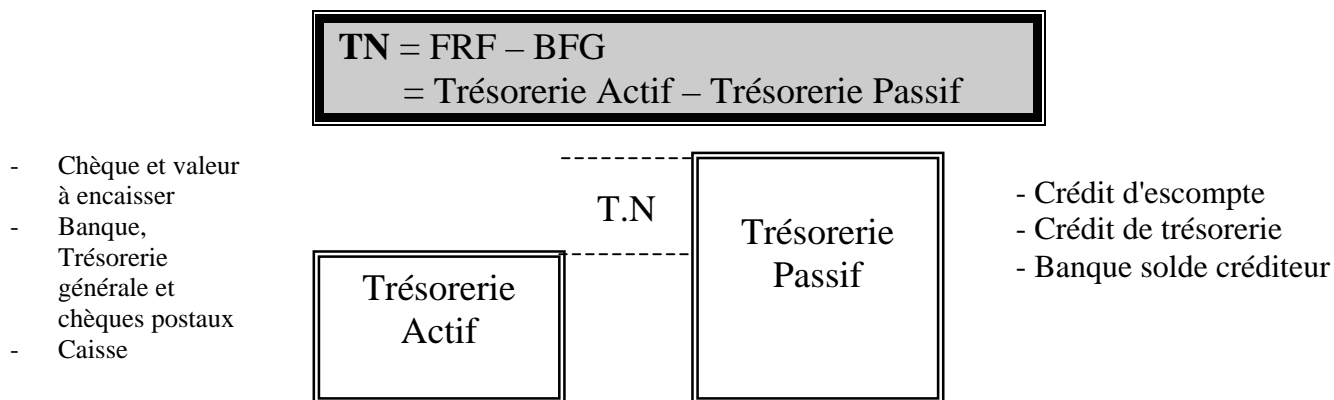 TN = FRF – BFG
= Trésorerie Actif – Trésorerie Passif
- Chèque et valeur
à encaisser
- Banque,
Trésorerie
générale et
chèques postaux
- Caisse
Trésorerie
Actif
T.N
Trésorerie
Passif
- Crédit d'escompte
- Crédit de trésorerie
- Banque solde créditeur